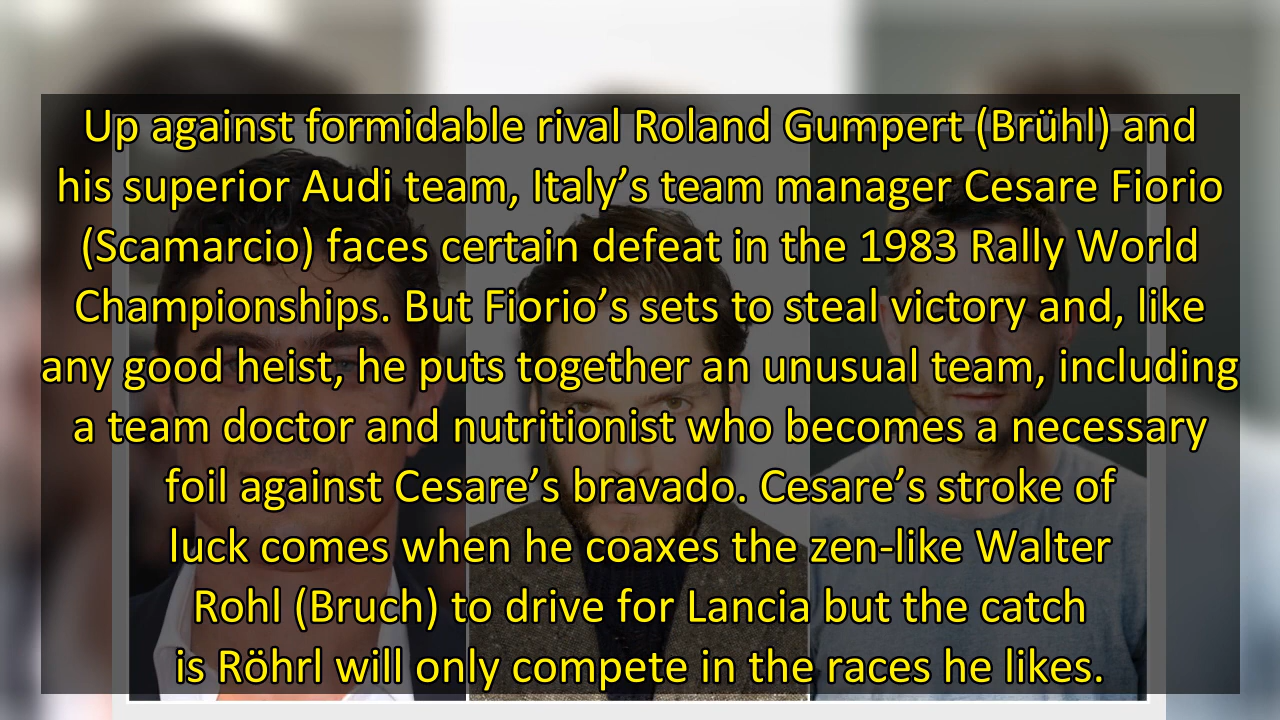 Up against formidable rival Roland Gumpert (Brühl) and
his superior Audi team, Italy’s team manager Cesare Fiorio
(Scamarcio) faces certain defeat in the 1983 Rally World
Championships. But Fiorio’s sets to steal victory and, like
any good heist, he puts together an unusual team, including
a team doctor and nutritionist who becomes a necessary
foil against Cesare’s bravado. Cesare’s stroke of
luck comes when he coaxes the zen-like Walter
Rohl (Bruch) to drive for Lancia but the catch
is Röhrl will only compete in the races he likes.